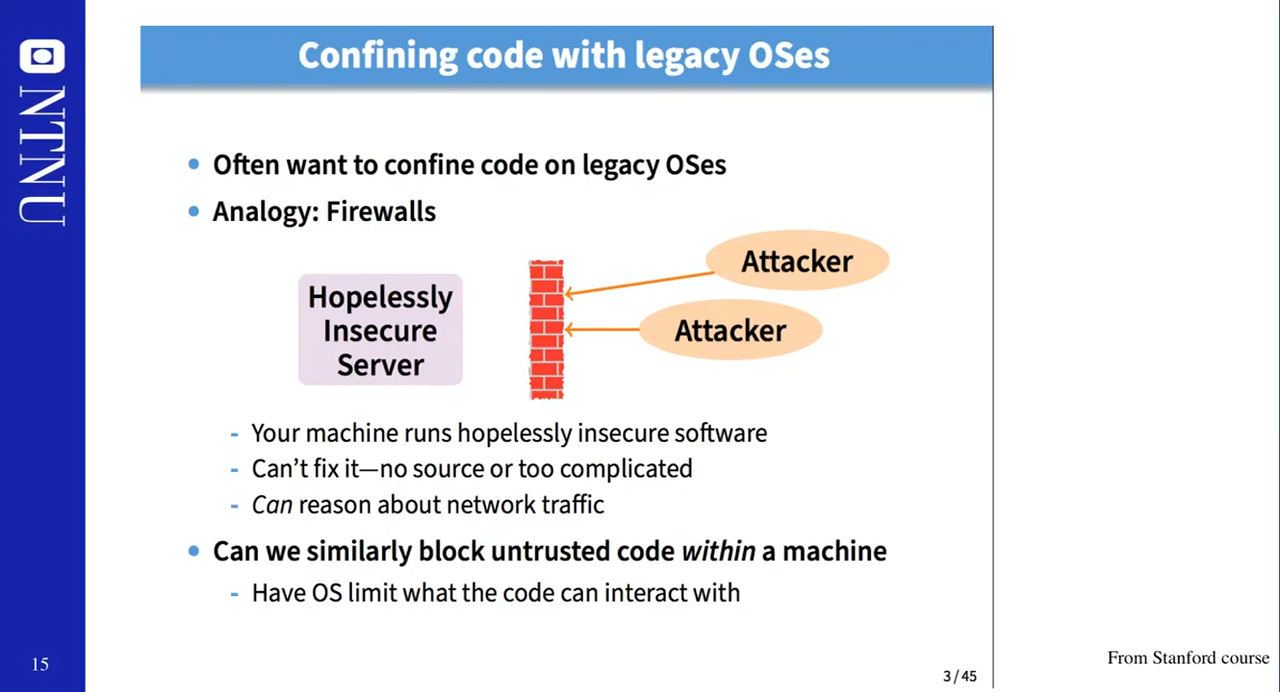 NTNU
Confining code with legacy OSes
• Often want to confine code on legacy OSes
• Analogy: Firewalls
Hopelessly
Insecure
Server
Attacker
Attacker
- Your machine runs hopelessly insecure software
- Can't fix it—no source or too complicated
- Can reason about network traffic
• Can we similarly block untrusted code within a machine
- Have OS limit what the code can interact with
15
3 / 45
From Stanford course